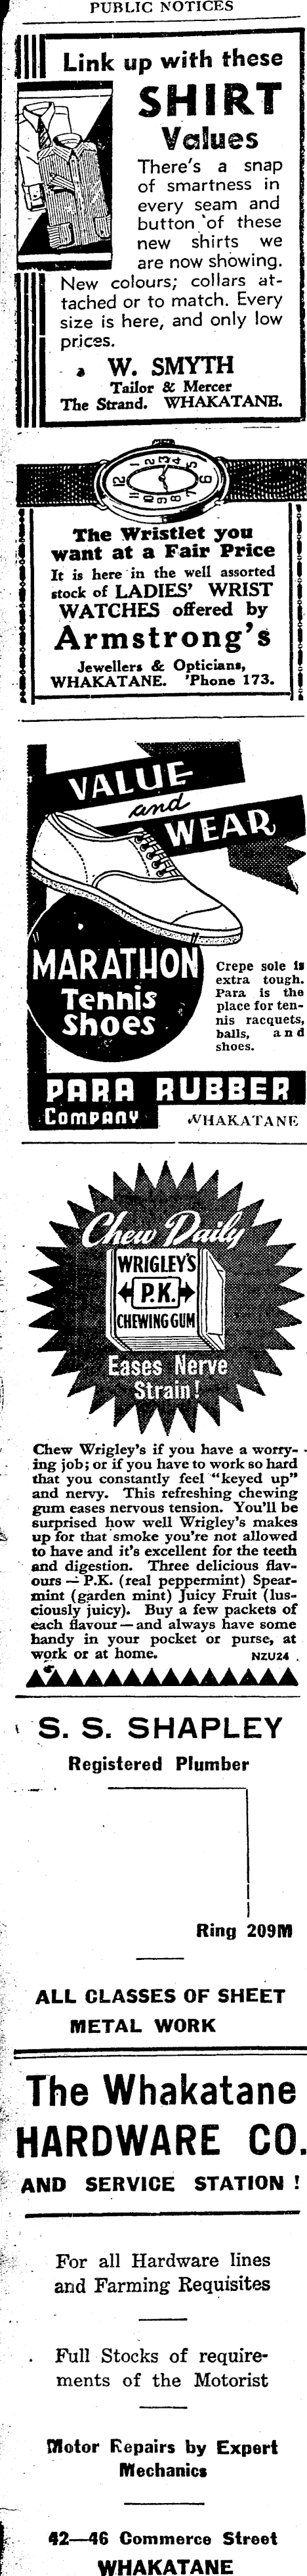 PUBLIC NOTICES
Link up with these
SHIRT
Values
There's a snap
of smartness in
every seam and
button of these
new shirts we
are now showing.
New colours; collars at-
tached or to match. Every
size is here, and only low
prices.
W. SMYTH
Tailor & Mercer
The Strand. WHAKATANE.
The Wristlet you
want at a Fair Price
It is here in the well assorted
stock of LADIES' WRIST
WATCHES offered by
Armstrong's
Jewellers & Opticians,
WHAKATANE. 'Phone 173.
VALUE
and
WEAR
MARATHON
Tennis
Shoes
Crepe sole is
extra tough.
Para is the
place for ten-
nis racquets,
balls, and
shoes.
PARA RUBBER
COMPANY WHAKATANE
Chew Daily
WRIGLEY'S
P.K.
CHEWING GUM
Eases Nerve
Strain!
Chew Wrigley's if you have a worry-
ing job; or if you have to work so hard
that you constantly feel "keyed up"
and nervy. This refreshing chewing
gum eases nervous tension. You'll be
surprised how well Wrigley's makes
up for that smoke you're not allowed
to have and it's excellent for the teeth
and digestion. Three delicious flav-
ours — P.K. (real peppermint) Spear-
mint (garden mint) Juicy Fruit (lus-
ciously juicy). Buy a few packets of
each flavour — and always have some
handy in your pocket or purse, at
work or at home. NZU24
S. S. SHAPLEY
Registered Plumber
Ring 209M
ALL CLASSES OF SHEET
METAL WORK
The Whakatane
HARDWARE CO.
AND SERVICE STATION !
For all Hardware lines
and Farming Requisites
Full Stocks of require-
ments of the Motorist
Motor Repairs by Expert
Mechanics
42—46 Commerce Street
WHAKATANE